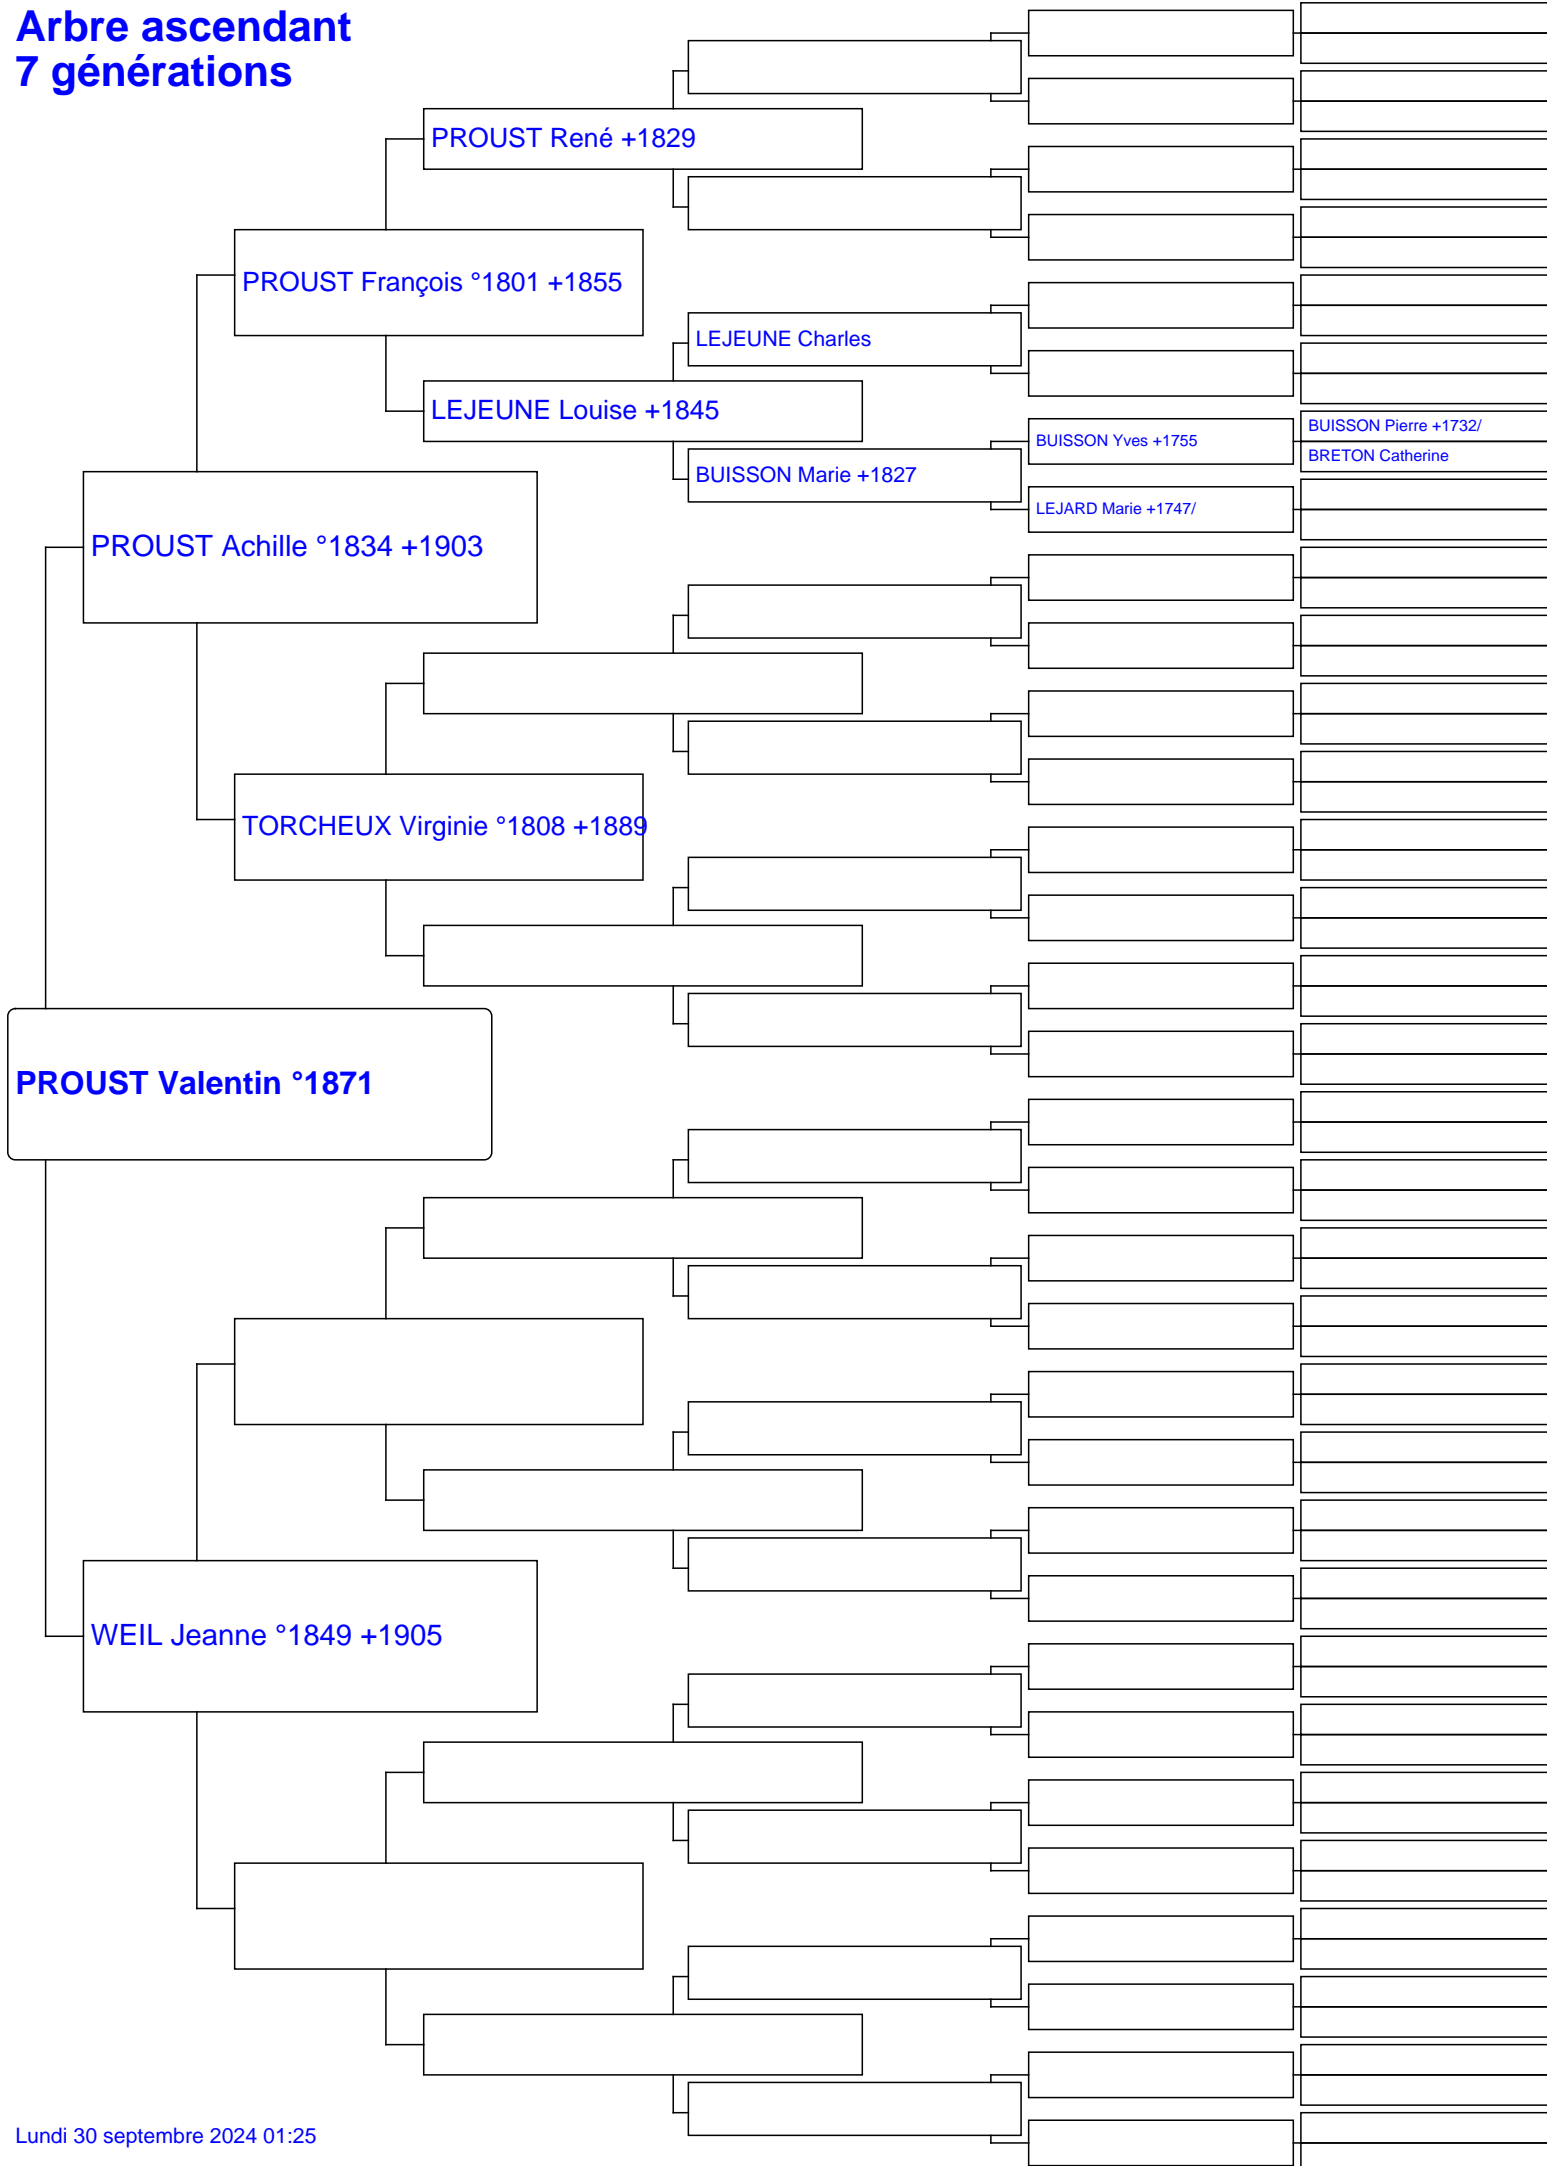 Arbre ascendant
7 générations
PROUST René +1829
PROUST François °1801 +1855
LEJEUNE Charles
LEJEUNE Louise +1845
BUISSON Pierre +1732/
BUISSON Yves +1755
BRETON Catherine
BUISSON Marie +1827
LEJARD Marie +1747/
PROUST Achille °1834 +1903
TORCHEUX Virginie °1808 +1889
PROUST Valentin °1871
WEIL Jeanne °1849 +1905
Lundi 30 septembre 2024 01:25